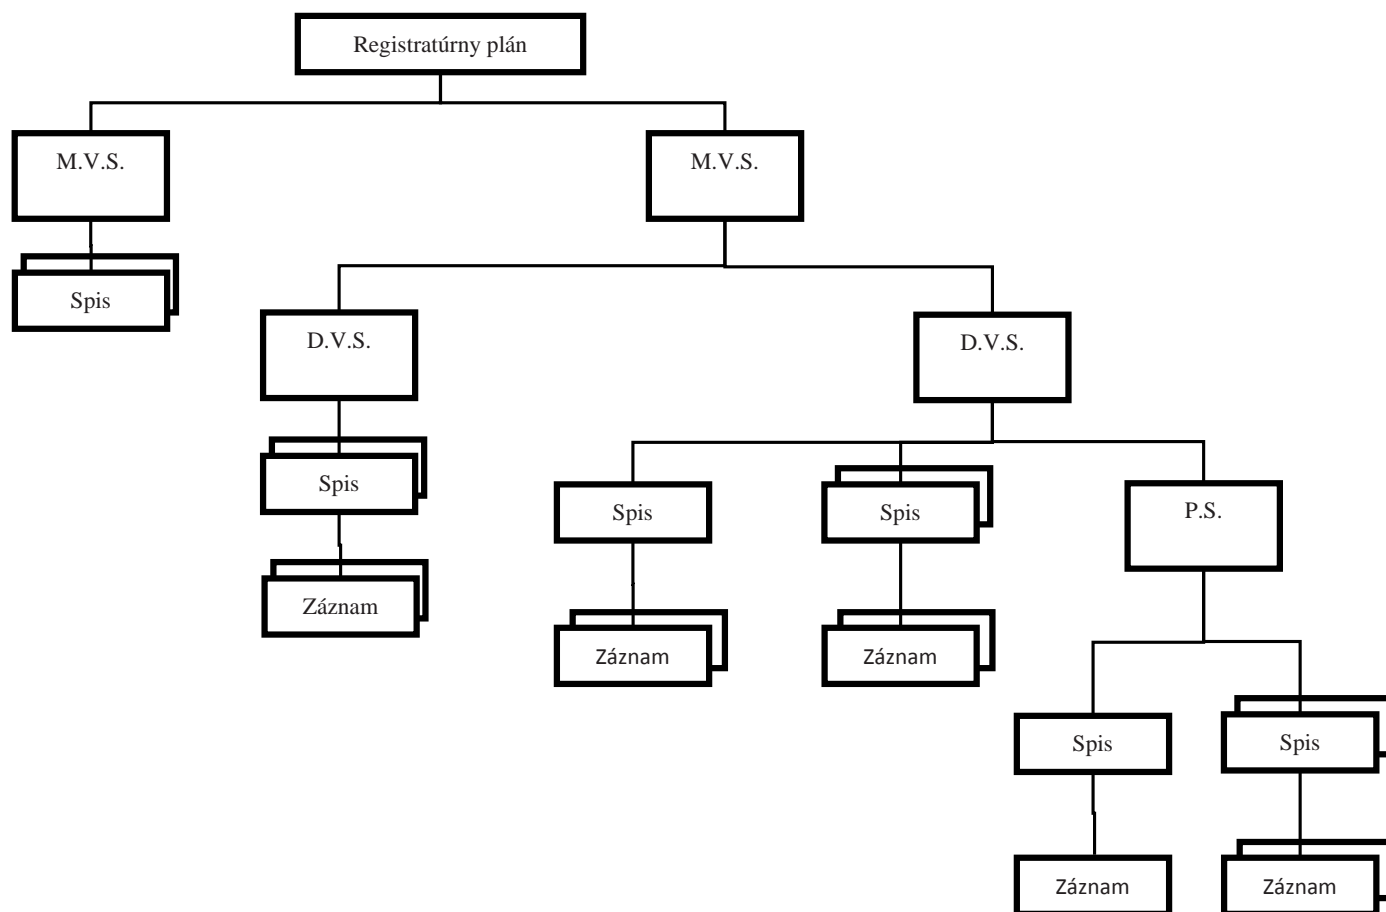 Registratúrny plán
M.V.S.
M.V.S.
Spis
D.V.S.
D.V.S.
Spis
Spis
Spis
P.S.
Záznam
Záznam
Záznam
Spis
Spis
Záznam
Záznam